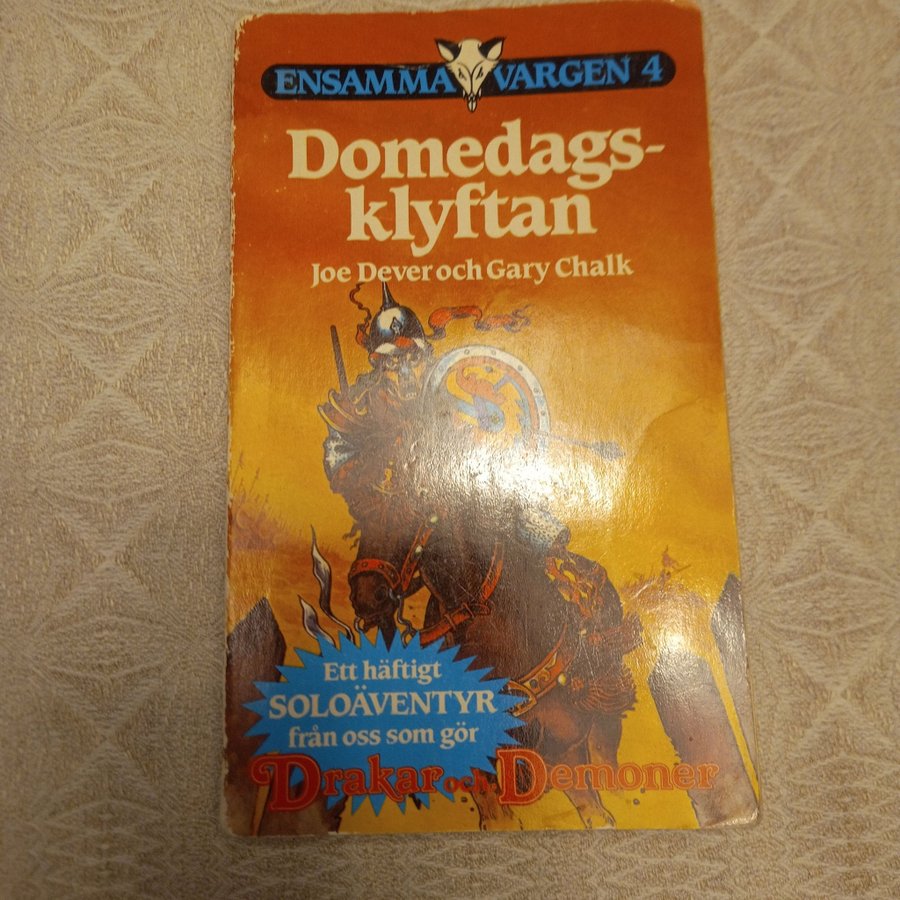 ENSAMMA VARGEN 4
Domedags-
klyftan
Joe Dever och Gary Chalk
Ett häftigt
SOLOÄVENTYR
från oss som gör
Drakar och Demoner